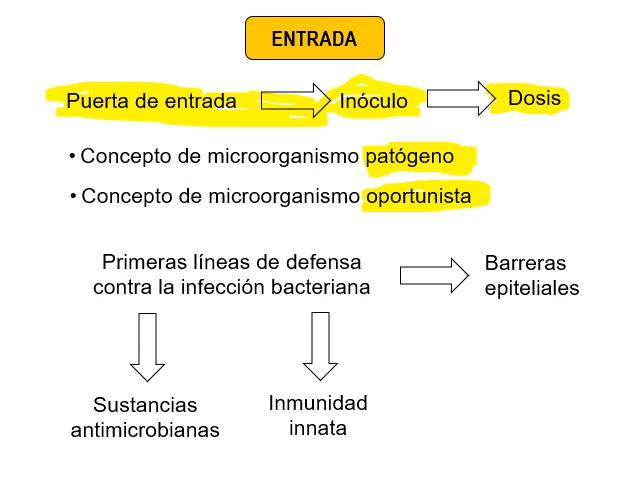 ENTRADA
Puerta de entrada
Inóculo
Dosis
• Concepto de microorganismo patógeno
• Concepto de microorganismo oportunista
Primeras líneas de defensa
contra la infección bacteriana
Barreras
epiteliales
Sustancias
antimicrobianas
Inmunidad
innata